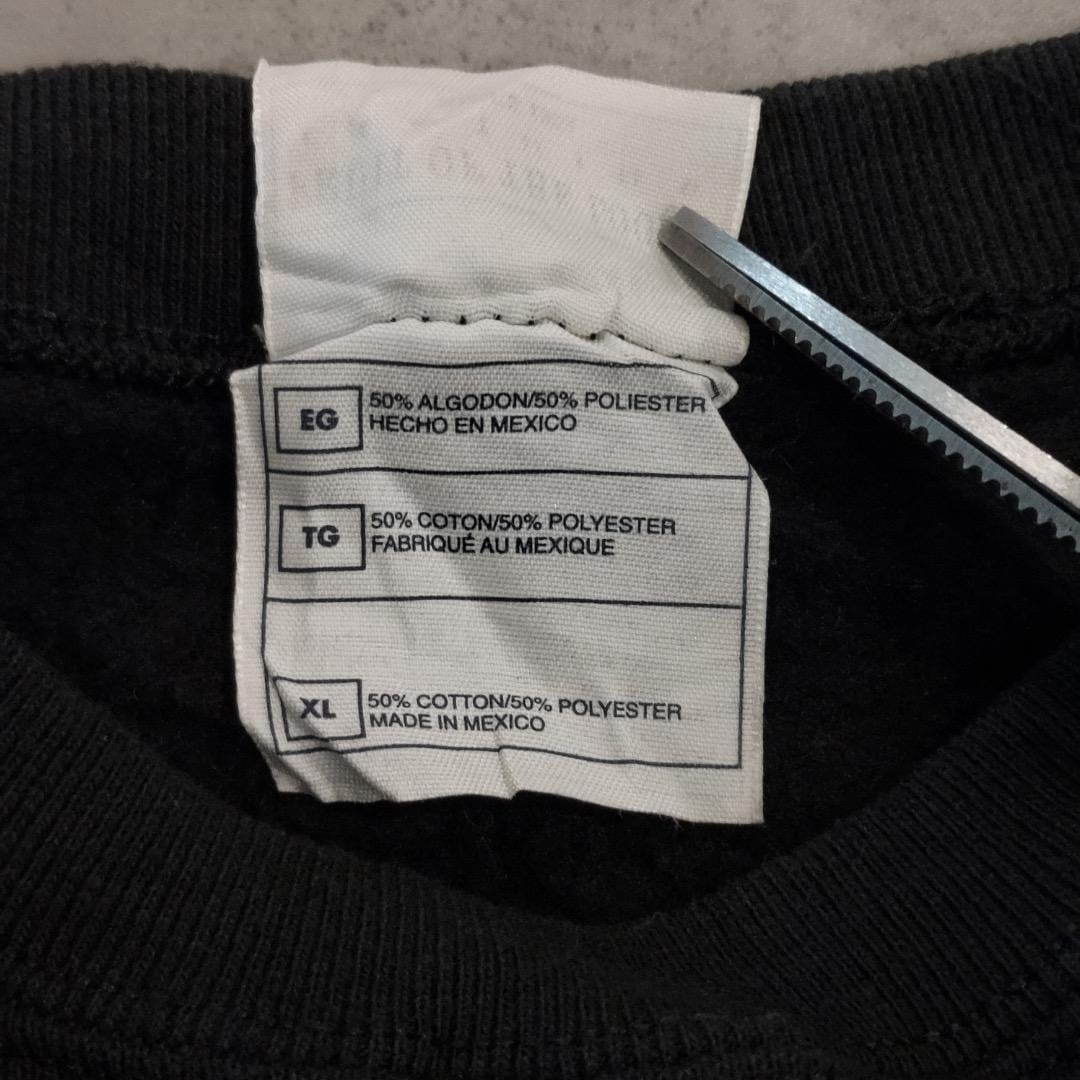 EG
50% ALGODON/50% POLIESTER
HECHO EN MEXICO
TG
50% COTON/50% POLYESTER
FABRIQUÉ AU MEXIQUE
XL
50% COTTON/50% POLYESTER
MADE IN MEXICO